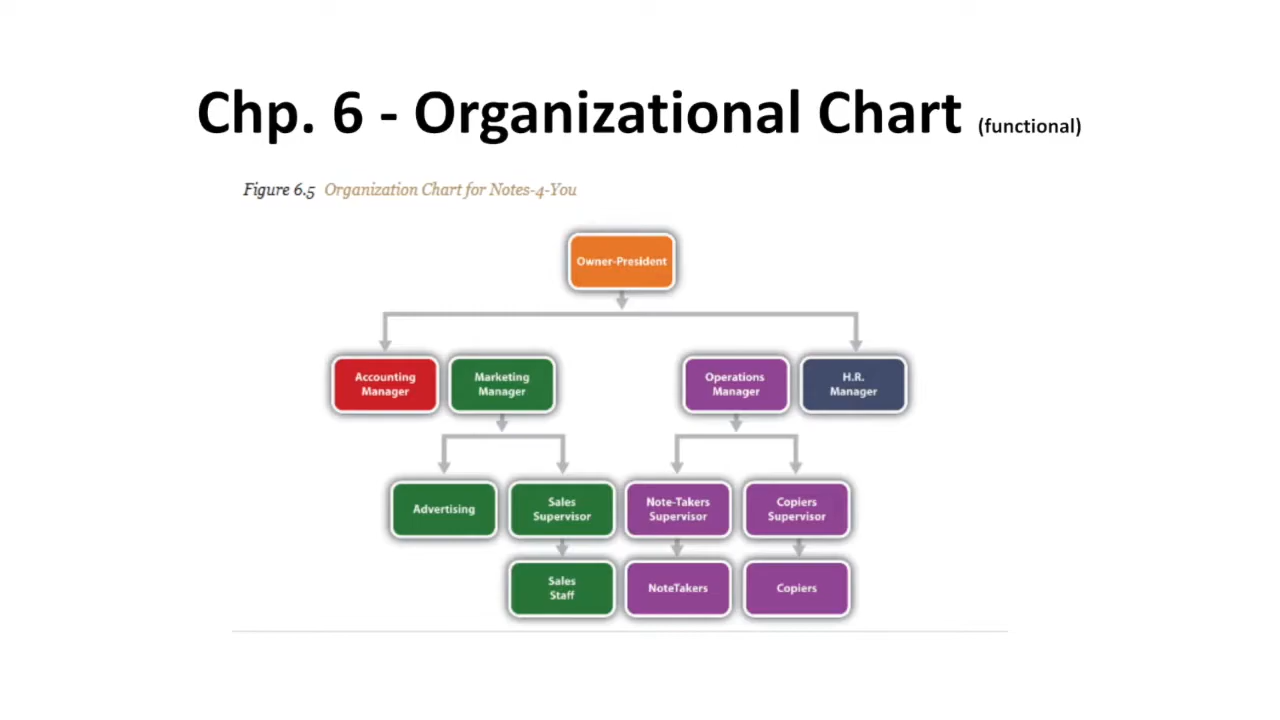 Chp. 6 - Organizational Chart (functional)
Figure 6.5 Organization Chart for Notes-4-You
Owner-President
Accounting
Manager
Marketing
Manager
Operations
Manager
H.R.
Manager
Advertising
Sales
Supervisor
Note-Takers
Supervisor
Copiers
Supervisor
Sales
Staff
NoteTakers
Copiers